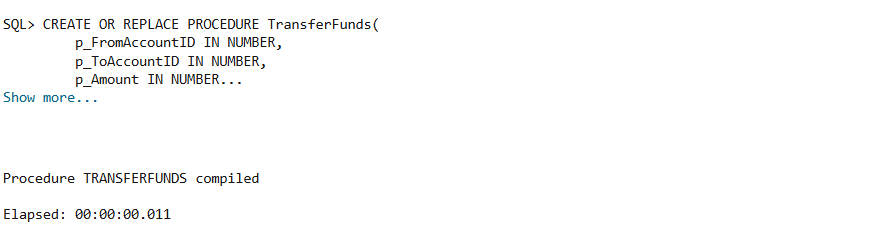 SQL> CREATE OR REPLACE PROCEDURE TransferFunds(
p_FromAccountID IN NUMBER,
p_ToAccountID IN NUMBER,
p_Amount IN NUMBER...
Show more...
Procedure TRANSFERFUNDS compiled
Elapsed: 00:00:00.011